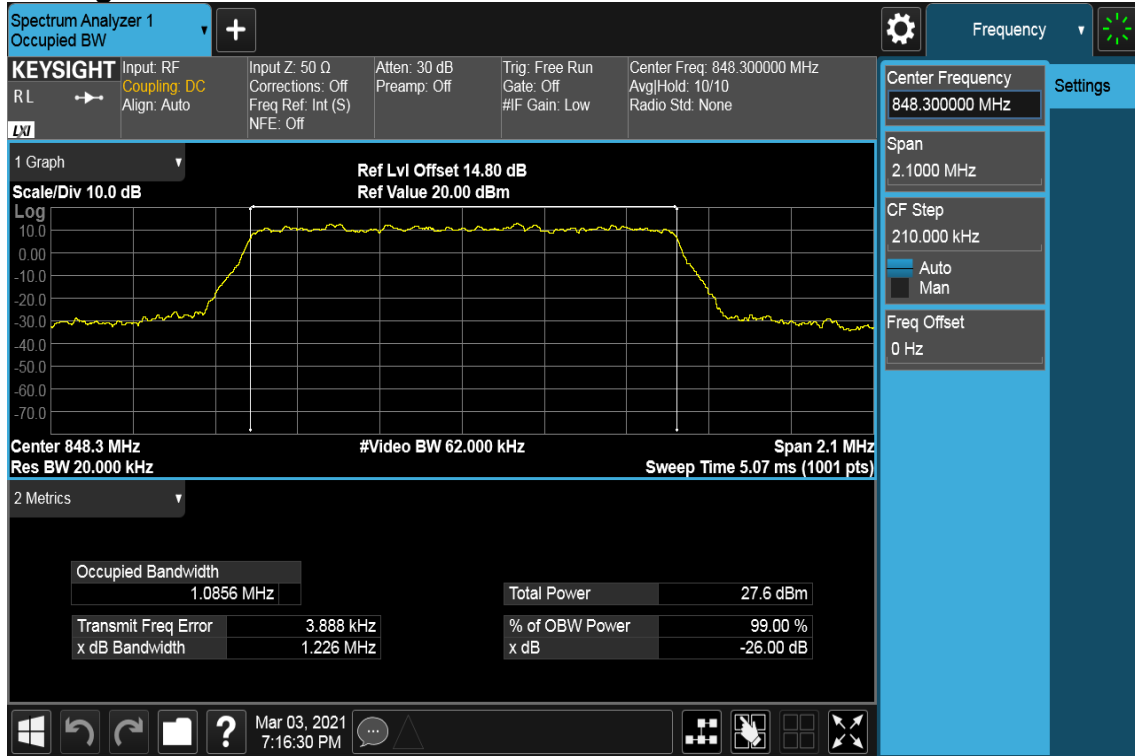 Spectrum Analyzer 1
Occupied BW
Frequency
KEYSIGHT
RL
LXI
Input: RF
Coupling: DC
Align: Auto
Input Z: 50 Ω
Corrections: Off
Freq Ref: Int (S)
NFE: Off
Atten: 30 dB
Preamp: Off
Trig: Free Run
Gate: Off
#IF Gain: Low
Center Freq: 848.300000 MHz
Avg|Hold: 10/10
Radio Std: None
Center Frequency
848.300000 MHz
Settings
Span
2.1000 MHz
CF Step
210.000 kHz
Auto
Man
Freq Offset
0 Hz
1 Graph
Scale/Div 10.0 dB
Ref Lvl Offset 14.80 dB
Ref Value 20.00 dBm
Log
10.0
0.00
-10.0
-20.0
-30.0
-40.0
-50.0
-60.0
-70.0
Center 848.3 MHz
#Video BW 62.000 kHz
Span 2.1 MHz
Res BW 20.000 kHz
Sweep Time 5.07 ms (1001 pts)
2 Metrics
Occupied Bandwidth
1.0856 MHz
Total Power 27.6 dBm
Transmit Freq Error 3.888 kHz
% of OBW Power 99.00 %
x dB Bandwidth 1.226 MHz
x dB -26.00 dB
Mar 03, 2021
7:16:30 PM